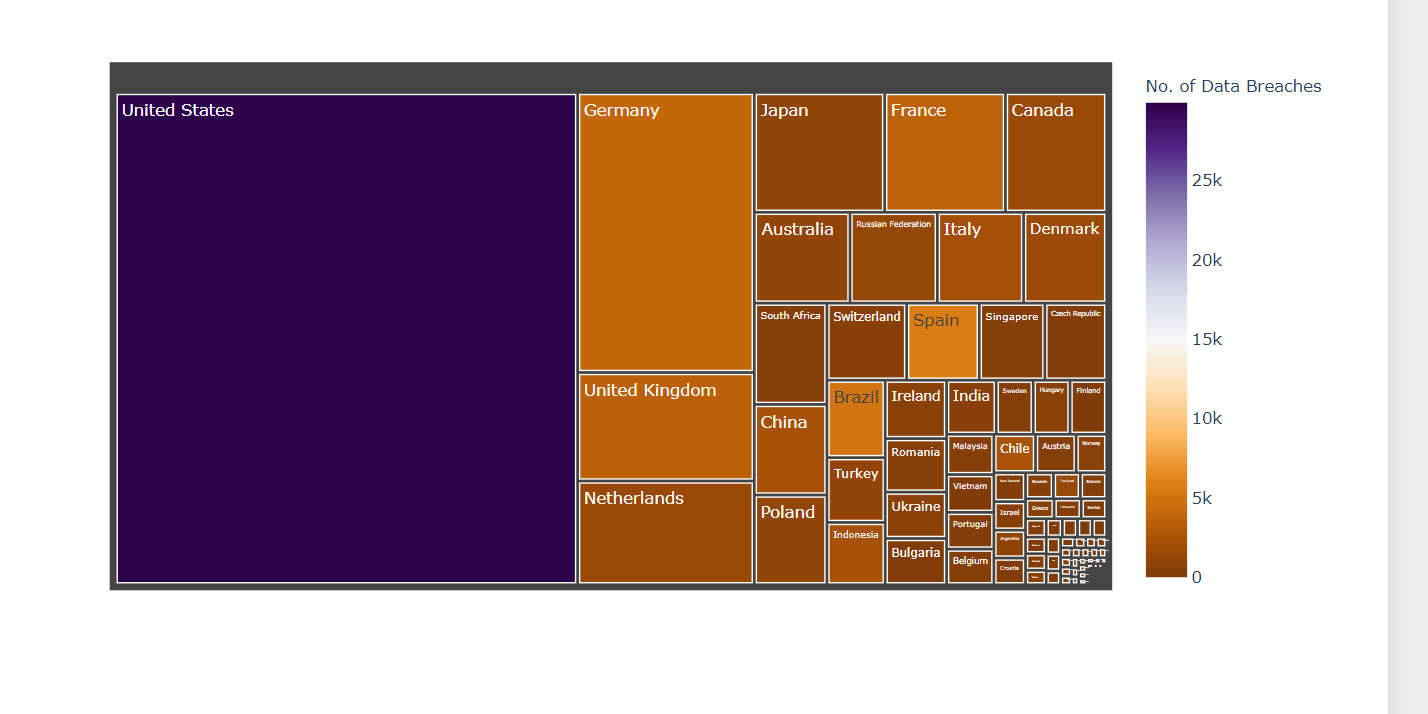 No. of Data Breaches
United States
Germany
Japan
France
Canada
25k
Australia
Russian Federation
Italy
Denmark
20k
South Africa
Switzerland
Spain
Singapore
Czech Republic
15k
United Kingdom
Brazil
Ireland
India
Sweden
Hungary
Finland
China
10k
Romania
Malaysia
Chile
Austria
Norway
Turkey
Netherlands
Vietnam
New Zealand
Slovenia
Thailand
Estonia
5k
Poland
Ukraine
Israel
Greece
Lithuania
Portugal
Indonesia
Argentina
Bulgaria
Belgium
Croatia
0